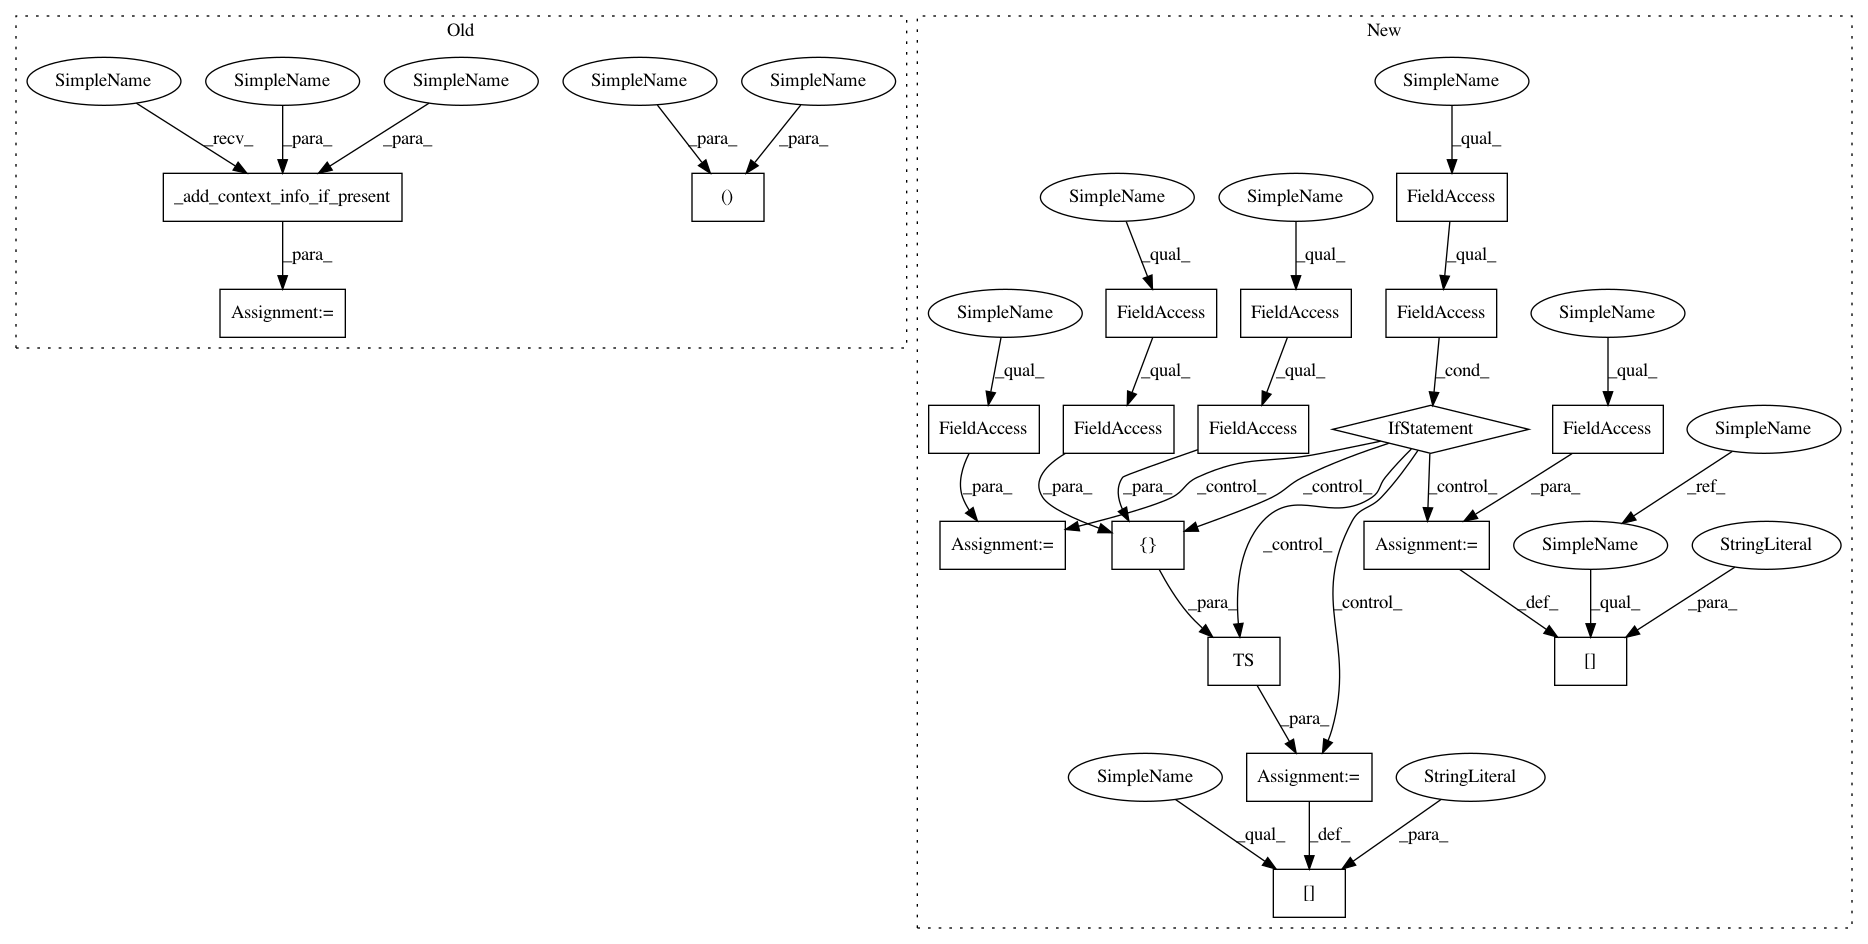 Old
New
SimpleName
SimpleName
SimpleName
SimpleName
SimpleName
SimpleName
_recv_
_para_
_para_
_para_
_para_
_qual_
_add_context_info_if_present
()
SimpleName
SimpleName
FieldAccess
_para_
_qual_
_qual_
_qual_
Assignment:=
SimpleName
FieldAccess
FieldAccess
FieldAccess
SimpleName
_qual_
_qual_
_qual_
_cond_
_qual_
FieldAccess
FieldAccess
FieldAccess
IfStatement
FieldAccess
SimpleName
_para_
_para_
_para_
_control_
_control_
_control_
_para_
_ref_
Assignment:=
{}
Assignment:=
SimpleName
StringLiteral
_control_
_para_
_control_
_def_
_qual_
_para_
TS
[]
_para_
SimpleName
Assignment:=
StringLiteral
_qual_
_def_
_para_
[]